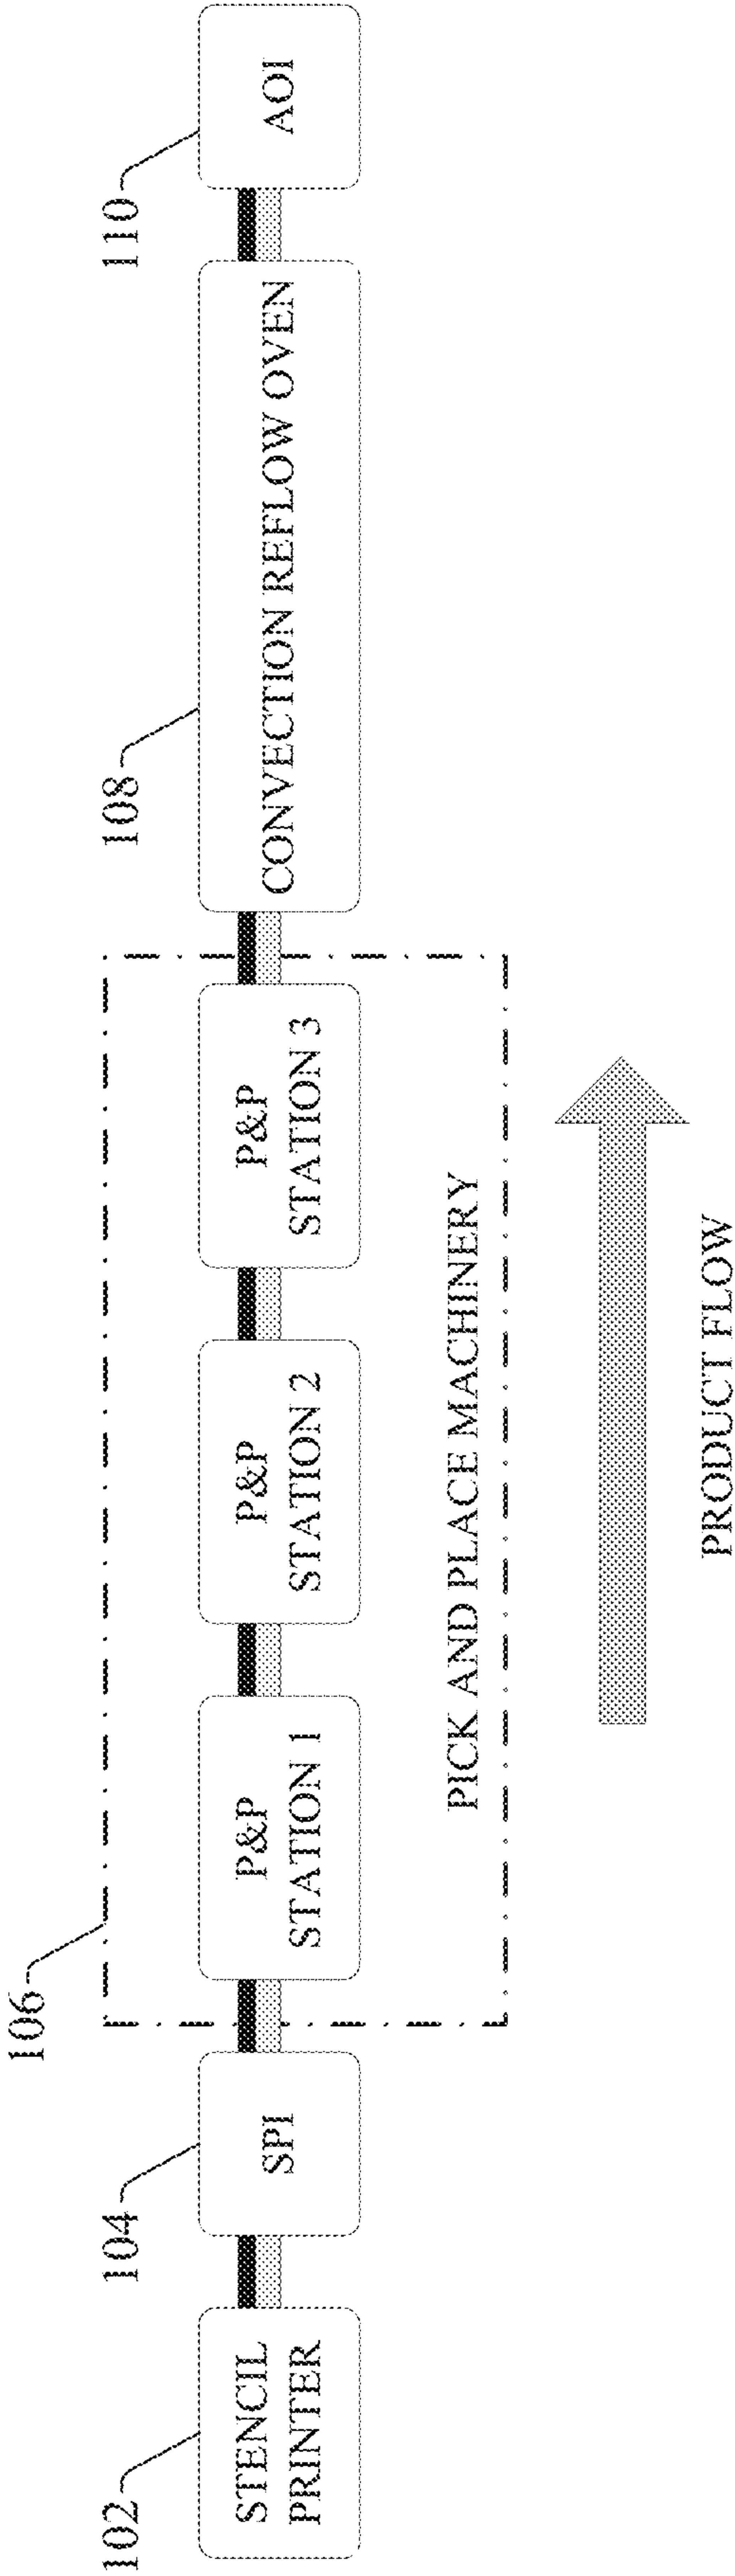 106
102
104
108
110
STENCIL
PRINTER
SPI
P&P
STATION 1
P&P
STATION 2
P&P
STATION 3
CONVECTION REFLOW OVEN
AOI
PICK AND PLACE MACHINERY
PRODUCT FLOW